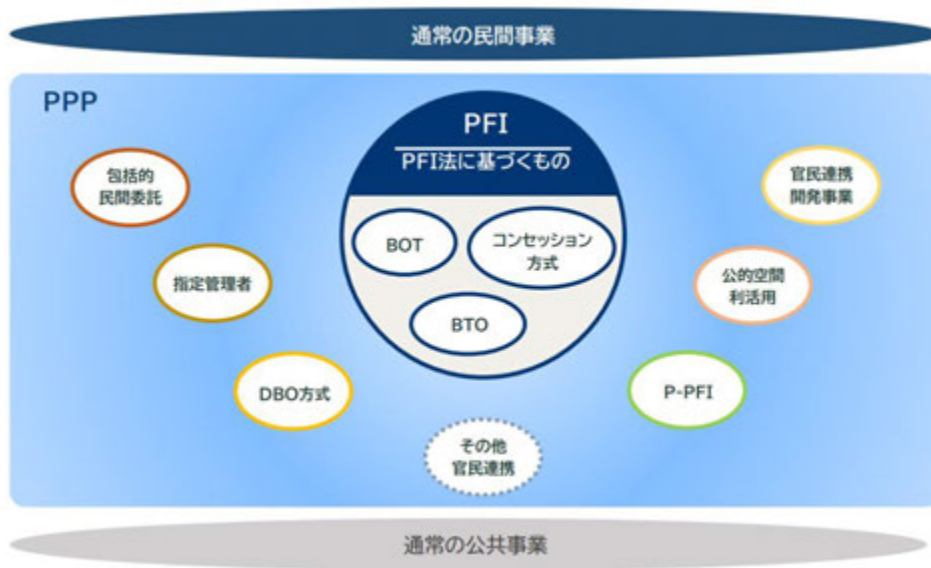 通常の民間事業
PPP
PFI
PFI法に基づくもの
包括的
民間委託
官民連携
開発事業
BOT
コンセッション
方式
指定管理者
公的空間
利活用
BTO
DBO方式
P-PFI
その他
官民連携
通常の公共事業